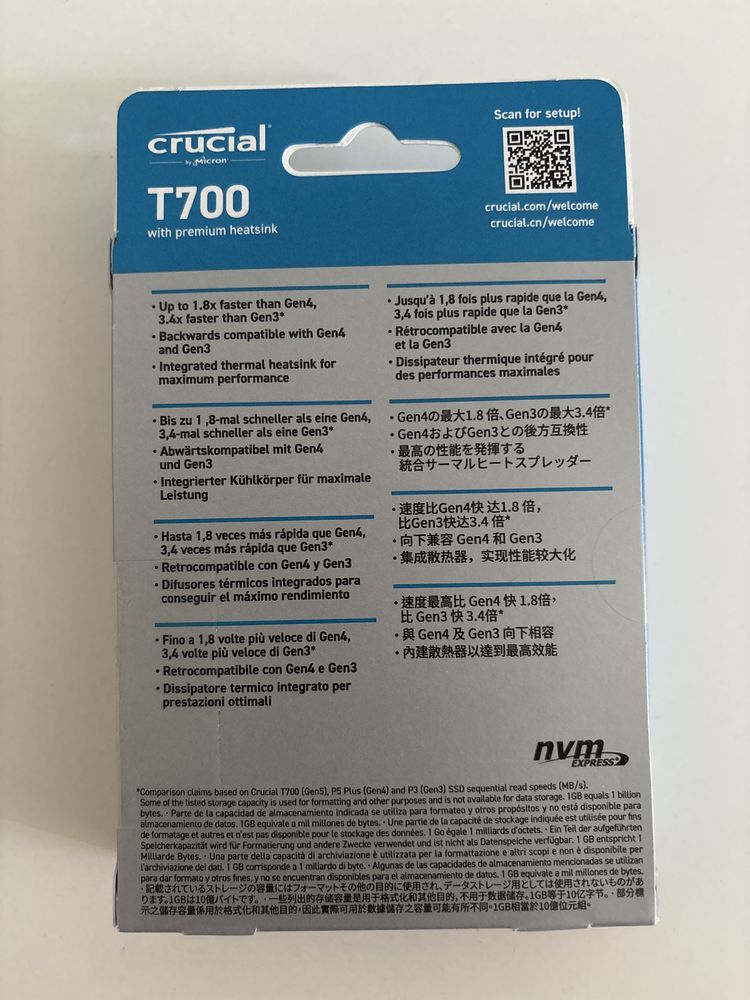 Scan for setup!
crucial
by Micron
T700
with premium heatsink
crucial.com/welcome
crucial.cn/welcome
• Up to 1.8x faster than Gen4,
3.4x faster than Gen3*
• Backwards compatible with Gen4
and Gen3
• Integrated thermal heatsink for
maximum performance
• Bis zu 1 ,8-mal schneller als eine Gen4,
3,4-mal schneller als eine Gen3*
• Abwärtskompatibel mit Gen4
und Gen3
• Integrierter Kühlkörper für maximale
Leistung
• Hasta 1,8 veces más rápida que Gen4,
3,4 veces más rápida que Gen3*
• Retrocompatible con Gen4 y Gen3
• Difusores térmicos integrados para
conseguir el máximo rendimiento
• Fino a 1,8 volte più veloce di Gen4,
3,4 volte più veloce di Gen3*
• Retrocompatibile con Gen4 e Gen3
• Dissipatore termico integrato per
prestazioni ottimali
• Jusqu'à 1,8 fois plus rapide que la Gen4,
3,4 fois plus rapide que la Gen3*
• Rétrocompatible avec la Gen4
et la Gen3
• Dissipateur thermique intégré pour
des performances maximales
• Gen4の最大1.8 倍、Gen3の最大3.4倍*
• Gen4およびGen3との後方互換性
• 最高の性能を発揮する
統合サーマルヒートスプレッダー
• 速度比Gen4快 达1.8 倍，
比Gen3快达3.4 倍*
• 向下兼容 Gen4 和 Gen3
• 集成散热器，实现性能较大化
• 速度最高比 Gen4 快 1.8倍，
比 Gen3 快 3.4倍*
• 與 Gen4 及 Gen3 向下相容
• 內建散熱器以達到最高效能
nvm
EXPRESS
*Comparison claims based on Crucial T700 (Gen5), P5 Plus (Gen4) and P3 (Gen3) SSD sequential read speeds (MB/s).
Some of the listed storage capacity is used for formatting and other purposes and is not available for data storage. 1GB equals 1 billion
bytes. • Parte de la capacidad de almacenamiento indicada se utiliza para formateo y otros propósitos y no está disponible para
almacenamiento de datos. 1GB equivale a mil millones de bytes. • Une partie de la capacité de stockage indiquée est utilisée pour fins
de formatage et autres et n'est pas disponible pour le stockage des données. 1 Go égale 1 milliards d'octets. • Ein Teil der aufgeführten
Speicherkapazität wird für Formatierung und andere Zwecke verwendet und ist nicht als Datenspeiche verfügbar. 1 GB entspricht 1
Milliarde Bytes. • Una parte della capacità di archiviazione è utilizzata per la formattazione e altri scopi e non è disponibile per
l'archiviazione dei dati. 1 GB corrisponde a 1 miliardo di byte. • Algunas de las capacidades de almacenamiento mencionadas se utilizan
para dar formato y otros fines, y no se encuentran disponibles para el almacenamiento de datos. 1 GB equivale a mil millones de bytes.
• 記載されているストレージの容量にはフォーマットその他の目的に使用され、データストレージ用としては使用されないものがあ
ります。1GBは10億バイトです。• 一些列出的存储容量是用于格式化和其他目的，不用于数据储存。1GB等于10亿字节。• 部分標
示之儲存容量係用於格式化和其他目的，因此實際可用於數據儲存之容量可能有所不同。1GB相當於10億位元組。